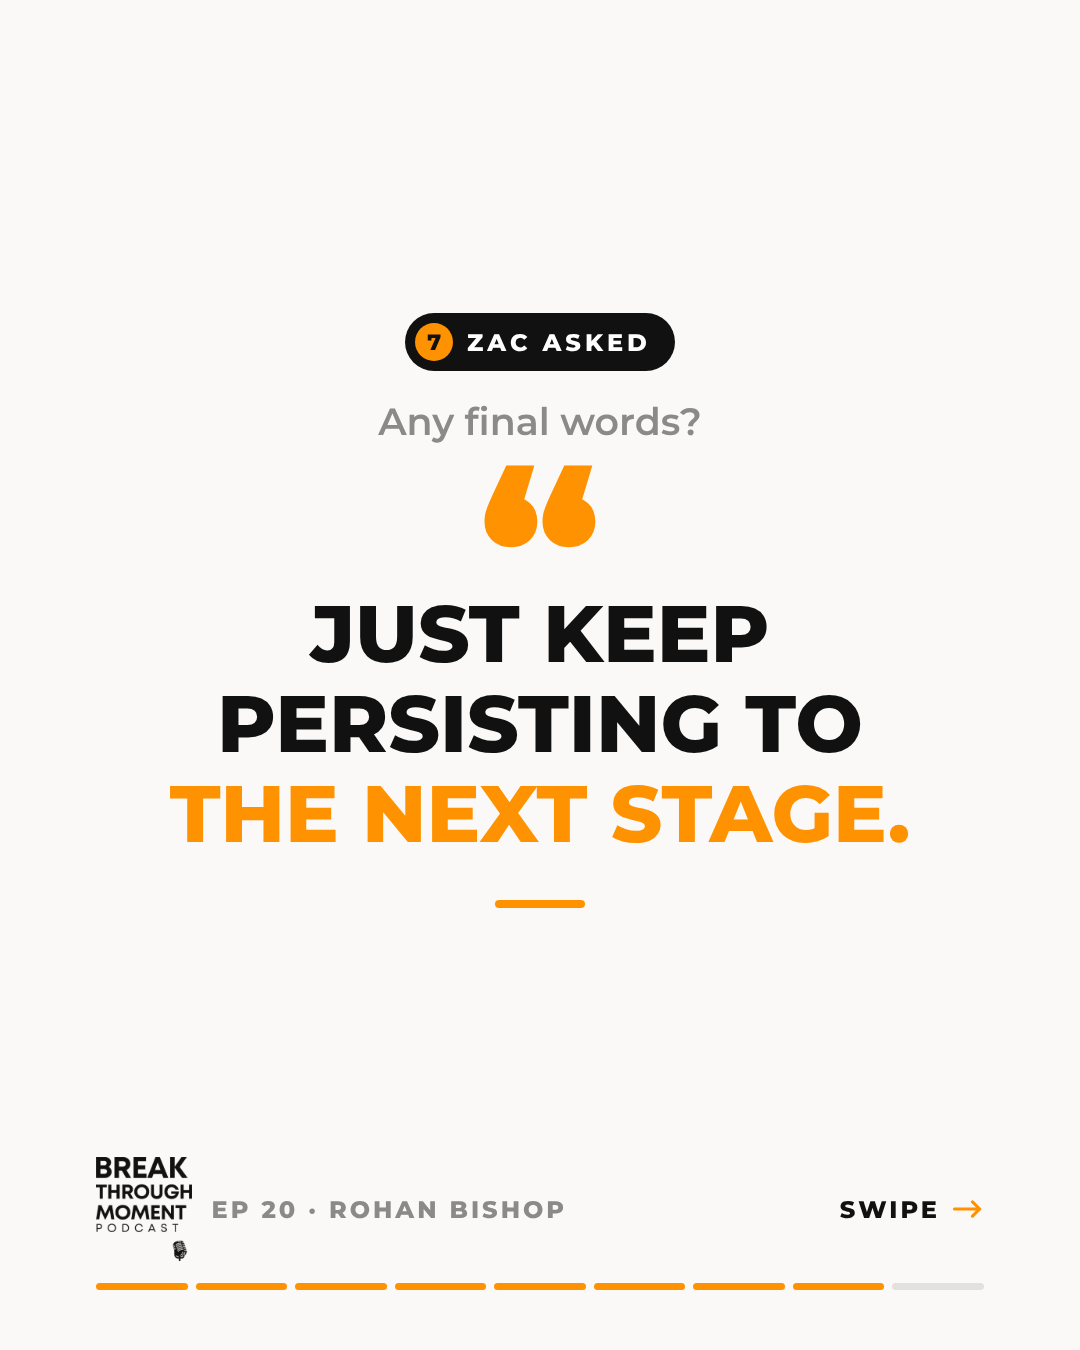 7 ZAC ASKED
Any final words?
“
JUST KEEP
PERSISTING TO
THE NEXT STAGE.
BREAK
THROUGH
MOMENT
PODCAST
EP 20 · ROHAN BISHOP
SWIPE →